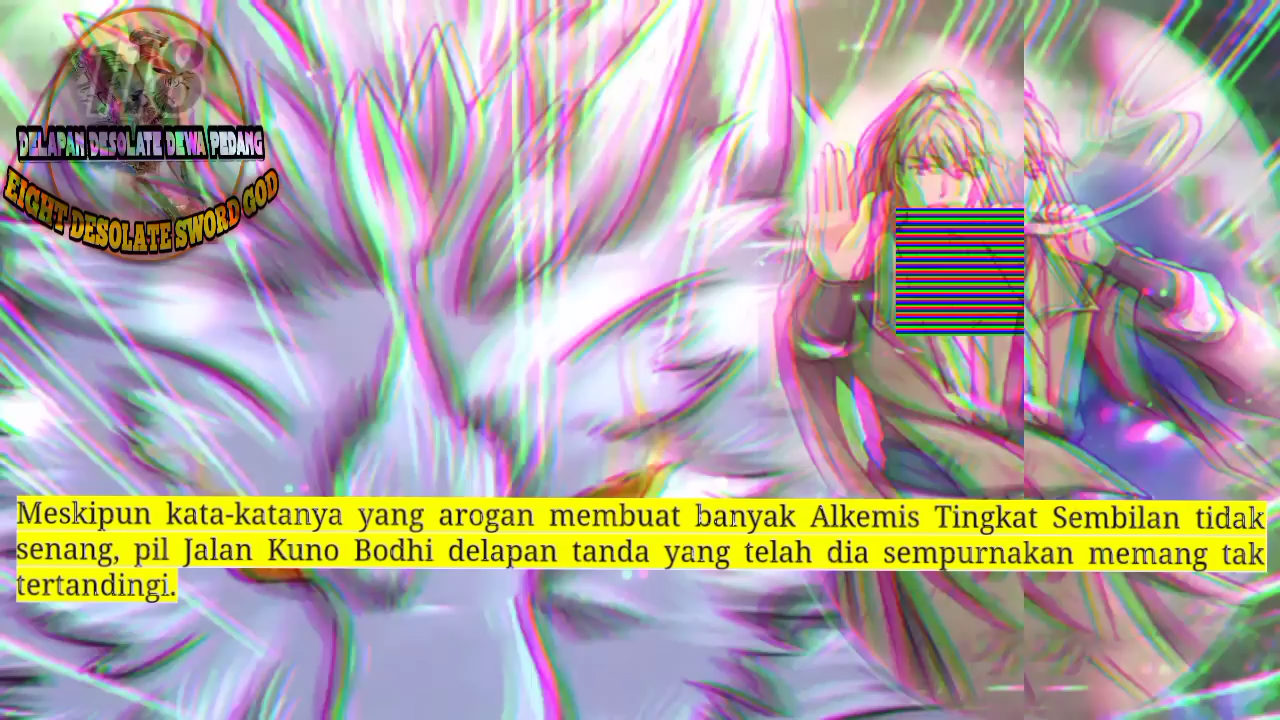 DELAPAN DESOLATE DEWA PEDANG
EIGHT DESOLATE SWORD GOD
Meskipun kata-katanya yang arogan membuat banyak Alkemis Tingkat Sembilan tidak
senang, pil Jalan Kuno Bodhi delapan tanda yang telah dia sempurnakan memang tak
tertandingi.